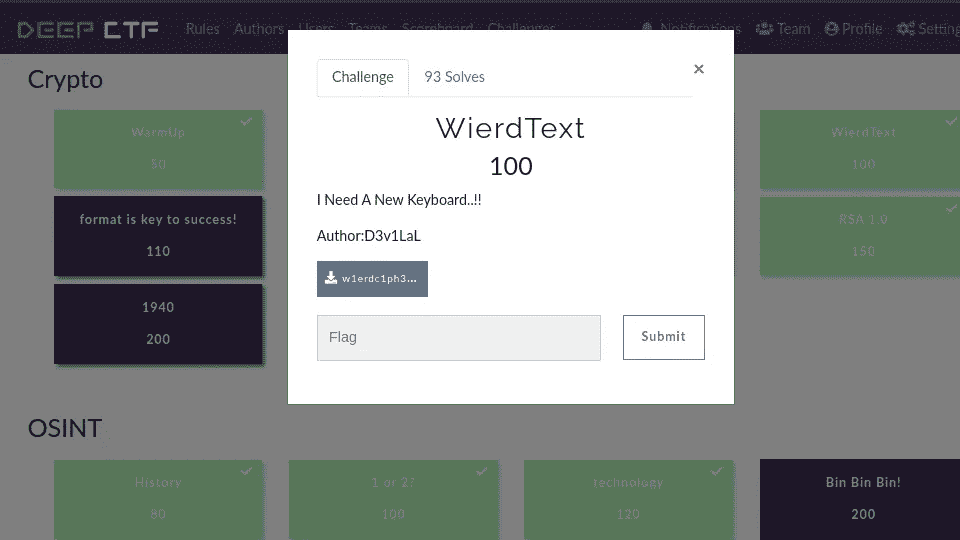 DEEP CTF Rules Authors Users Teams Scoreboard Challenges Notifications Team Profile Setting
Challenge 93 Solves ×
Crypto
WierdText
100
WarmUp
50
WierdText
100
I Need A New Keyboard..!!
format is key to success!
110
RSA 1.0
150
Author:D3v1LaL
w1erdc1ph3...
1940
200
Flag
Submit
OSINT
History
80
1 or 2?
100
technology
120
Bin Bin Bin!
200